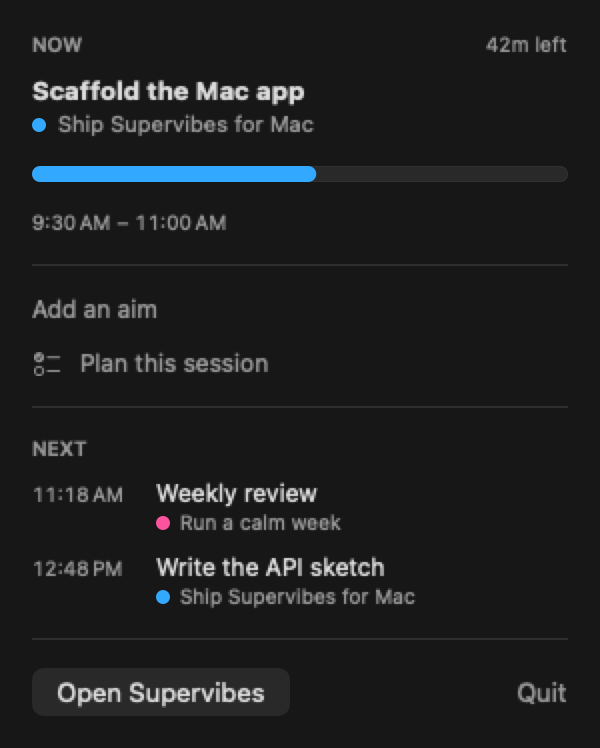 NOW
42m left
Scaffold the Mac app
Ship Supervibes for Mac
9:30 AM – 11:00 AM
Add an aim
Plan this session
NEXT
11:18 AM Weekly review
Run a calm week
12:48 PM Write the API sketch
Ship Supervibes for Mac
Open Supervibes
Quit